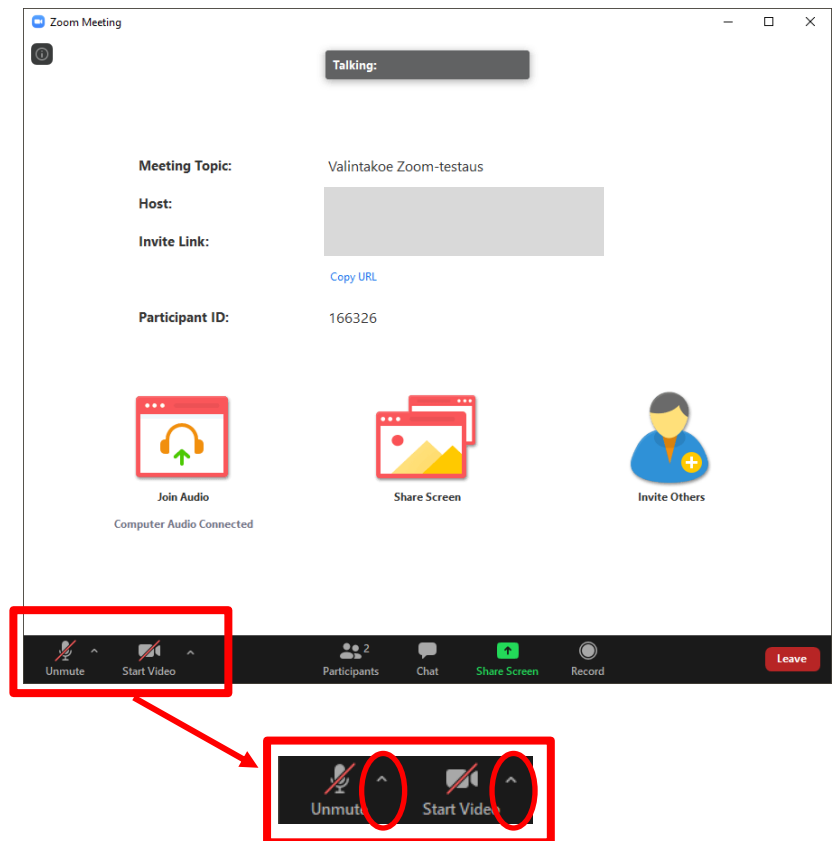 Zoom Meeting
Talking:
Meeting Topic: Valintakoe Zoom-testaus
Host:
Invite Link:
Copy URL
Participant ID: 166326
Join Audio Share Screen Invite Others
Computer Audio Connected
2
Unmute Start Video Participants Chat Share Screen Record Leave
Unmute Start Video